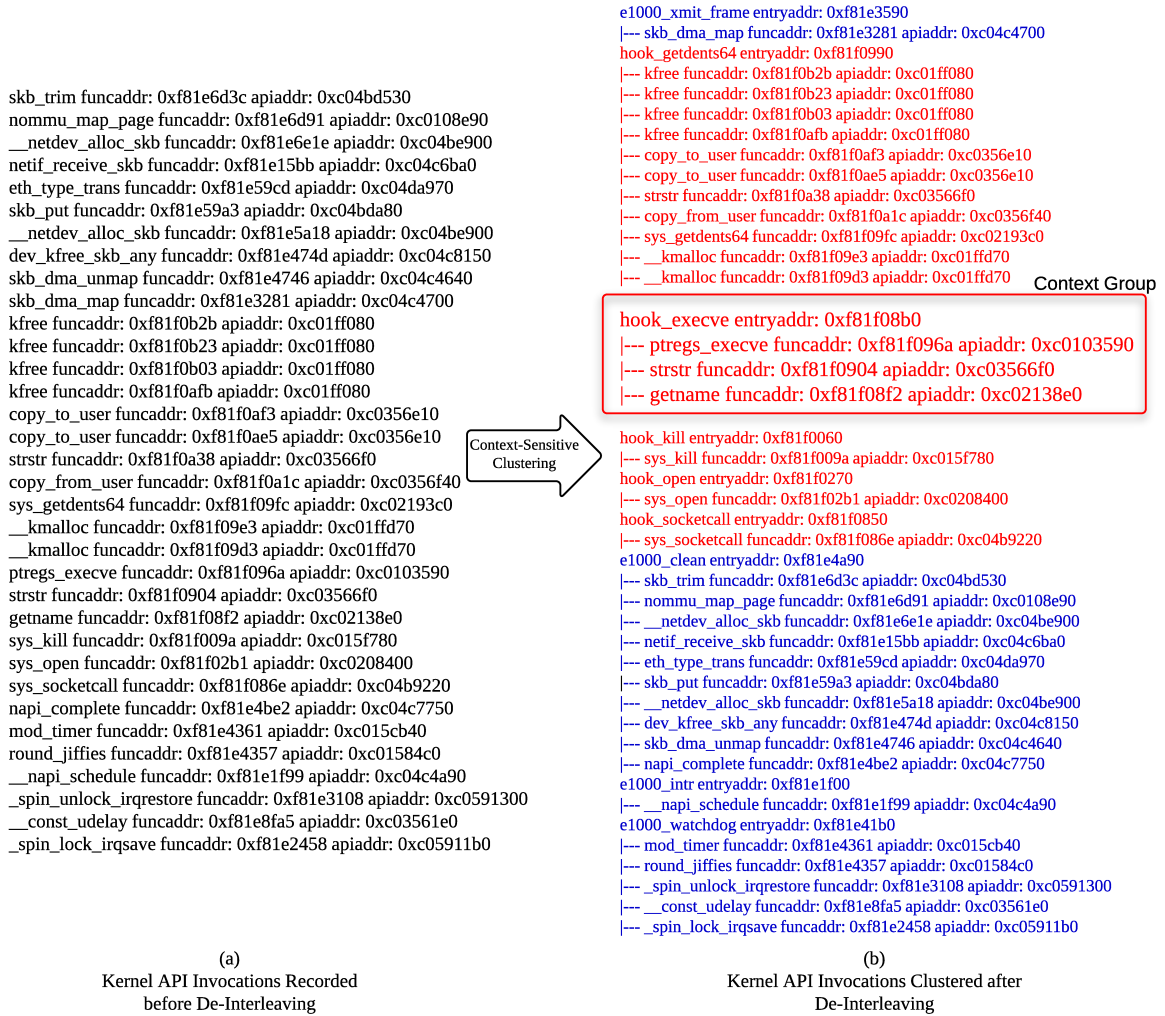 skb_trim funcaddr: 0xf81e6d3c apiaddr: 0xc04bd530
nommu_map_page funcaddr: 0xf81e6d91 apiaddr: 0xc0108e90
__netdev_alloc_skb funcaddr: 0xf81e6e1e apiaddr: 0xc04be900
netif_receive_skb funcaddr: 0xf81e15bb apiaddr: 0xc04c6ba0
eth_type_trans funcaddr: 0xf81e59cd apiaddr: 0xc04da970
skb_put funcaddr: 0xf81e59a3 apiaddr: 0xc04bda80
__netdev_alloc_skb funcaddr: 0xf81e5a18 apiaddr: 0xc04be900
dev_kfree_skb_any funcaddr: 0xf81e474d apiaddr: 0xc04c8150
skb_dma_unmap funcaddr: 0xf81e4746 apiaddr: 0xc04c4640
skb_dma_map funcaddr: 0xf81e3281 apiaddr: 0xc04c4700
kfree funcaddr: 0xf81f0b2b apiaddr: 0xc01ff080
kfree funcaddr: 0xf81f0b23 apiaddr: 0xc01ff080
kfree funcaddr: 0xf81f0b03 apiaddr: 0xc01ff080
kfree funcaddr: 0xf81f0afb apiaddr: 0xc01ff080
copy_to_user funcaddr: 0xf81f0af3 apiaddr: 0xc0356e10
copy_to_user funcaddr: 0xf81f0ae5 apiaddr: 0xc0356e10
strstr funcaddr: 0xf81f0a38 apiaddr: 0xc03566f0
copy_from_user funcaddr: 0xf81f0a1c apiaddr: 0xc0356f40
sys_getdents64 funcaddr: 0xf81f09fc apiaddr: 0xc02193c0
__kmalloc funcaddr: 0xf81f09e3 apiaddr: 0xc01ffd70
__kmalloc funcaddr: 0xf81f09d3 apiaddr: 0xc01ffd70
ptregs_execve funcaddr: 0xf81f096a apiaddr: 0xc0103590
strstr funcaddr: 0xf81f0904 apiaddr: 0xc03566f0
getname funcaddr: 0xf81f08f2 apiaddr: 0xc02138e0
sys_kill funcaddr: 0xf81f009a apiaddr: 0xc015f780
sys_open funcaddr: 0xf81f02b1 apiaddr: 0xc0208400
sys_socketcall funcaddr: 0xf81f086e apiaddr: 0xc04b9220
napi_complete funcaddr: 0xf81e4be2 apiaddr: 0xc04c7750
mod_timer funcaddr: 0xf81e4361 apiaddr: 0xc015cb40
round_jiffies funcaddr: 0xf81e4357 apiaddr: 0xc01584c0
__napi_schedule funcaddr: 0xf81e1f99 apiaddr: 0xc04c4a90
_spin_unlock_irqrestore funcaddr: 0xf81e3108 apiaddr: 0xc0591300
__const_udelay funcaddr: 0xf81e8fa5 apiaddr: 0xc03561e0
_spin_lock_irqsave funcaddr: 0xf81e2458 apiaddr: 0xc05911b0
(a)
Kernel API Invocations Recorded
before De-Interleaving
Context-Sensitive
Clustering
e1000_xmit_frame entryaddr: 0xf81e3590
|--- skb_dma_map funcaddr: 0xf81e3281 apiaddr: 0xc04c4700
hook_getdents64 entryaddr: 0xf81f0990
|--- kfree funcaddr: 0xf81f0b2b apiaddr: 0xc01ff080
|--- kfree funcaddr: 0xf81f0b23 apiaddr: 0xc01ff080
|--- kfree funcaddr: 0xf81f0b03 apiaddr: 0xc01ff080
|--- kfree funcaddr: 0xf81f0afb apiaddr: 0xc01ff080
|--- copy_to_user funcaddr: 0xf81f0af3 apiaddr: 0xc0356e10
|--- copy_to_user funcaddr: 0xf81f0ae5 apiaddr: 0xc0356e10
|--- strstr funcaddr: 0xf81f0a38 apiaddr: 0xc03566f0
|--- copy_from_user funcaddr: 0xf81f0a1c apiaddr: 0xc0356f40
|--- sys_getdents64 funcaddr: 0xf81f09fc apiaddr: 0xc02193c0
|--- __kmalloc funcaddr: 0xf81f09e3 apiaddr: 0xc01ffd70
|--- __kmalloc funcaddr: 0xf81f09d3 apiaddr: 0xc01ffd70
Context Group
hook_execve entryaddr: 0xf81f08b0
|--- ptregs_execve funcaddr: 0xf81f096a apiaddr: 0xc0103590
|--- strstr funcaddr: 0xf81f0904 apiaddr: 0xc03566f0
|--- getname funcaddr: 0xf81f08f2 apiaddr: 0xc02138e0
hook_kill entryaddr: 0xf81f0060
|--- sys_kill funcaddr: 0xf81f009a apiaddr: 0xc015f780
hook_open entryaddr: 0xf81f0270
|--- sys_open funcaddr: 0xf81f02b1 apiaddr: 0xc0208400
hook_socketcall entryaddr: 0xf81f0850
|--- sys_socketcall funcaddr: 0xf81f086e apiaddr: 0xc04b9220
e1000_clean entryaddr: 0xf81e4a90
|--- skb_trim funcaddr: 0xf81e6d3c apiaddr: 0xc04bd530
|--- nommu_map_page funcaddr: 0xf81e6d91 apiaddr: 0xc0108e90
|--- __netdev_alloc_skb funcaddr: 0xf81e6e1e apiaddr: 0xc04be900
|--- netif_receive_skb funcaddr: 0xf81e15bb apiaddr: 0xc04c6ba0
|--- eth_type_trans funcaddr: 0xf81e59cd apiaddr: 0xc04da970
|--- skb_put funcaddr: 0xf81e59a3 apiaddr: 0xc04bda80
|--- __netdev_alloc_skb funcaddr: 0xf81e5a18 apiaddr: 0xc04be900
|--- dev_kfree_skb_any funcaddr: 0xf81e474d apiaddr: 0xc04c8150
|--- skb_dma_unmap funcaddr: 0xf81e4746 apiaddr: 0xc04c4640
|--- napi_complete funcaddr: 0xf81e4be2 apiaddr: 0xc04c7750
e1000_intr entryaddr: 0xf81e1f00
|--- __napi_schedule funcaddr: 0xf81e1f99 apiaddr: 0xc04c4a90
e1000_watchdog entryaddr: 0xf81e41b0
|--- mod_timer funcaddr: 0xf81e4361 apiaddr: 0xc015cb40
|--- round_jiffies funcaddr: 0xf81e4357 apiaddr: 0xc01584c0
|--- _spin_unlock_irqrestore funcaddr: 0xf81e3108 apiaddr: 0xc0591300
|--- __const_udelay funcaddr: 0xf81e8fa5 apiaddr: 0xc03561e0
|--- _spin_lock_irqsave funcaddr: 0xf81e2458 apiaddr: 0xc05911b0
(b)
Kernel API Invocations Clustered after
De-Interleaving